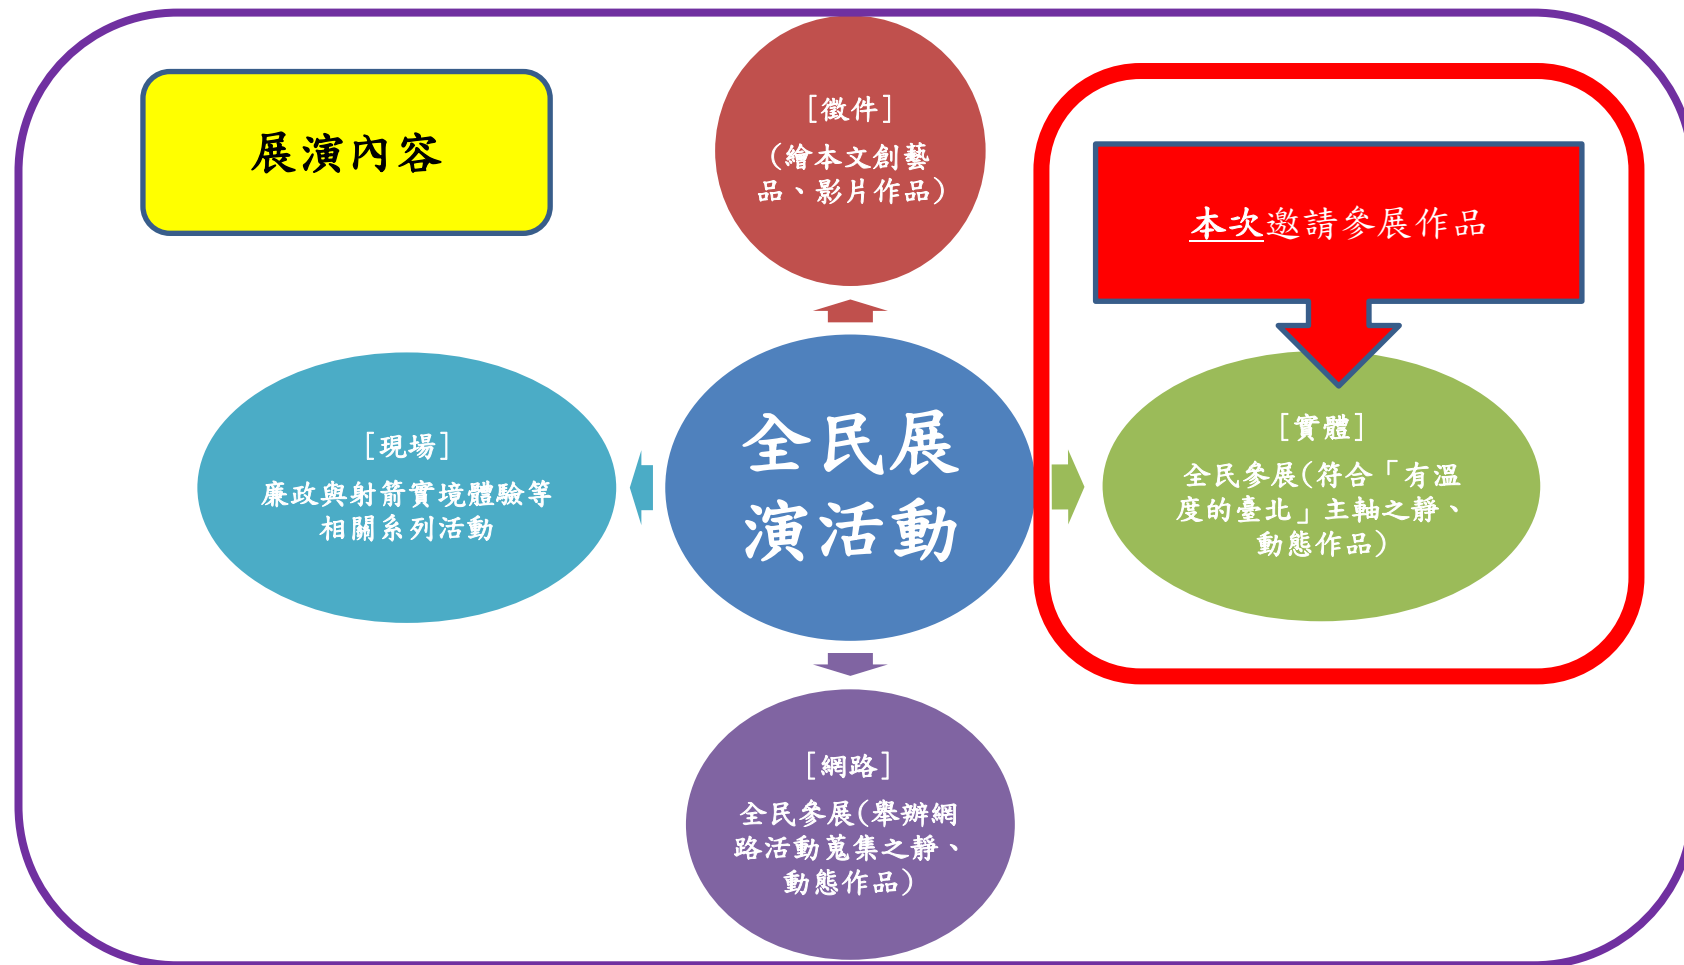 展演內容
[徵件]
(繪本文創藝
品、影片作品)
本次邀請參展作品
[現場]
廉政與射箭實境體驗等
相關系列活動
全民展
演活動
[實體]
全民參展(符合「有溫
度的臺北」主軸之靜、
動態作品)
[網路]
全民參展(舉辦網
路活動蒐集之靜、
動態作品)